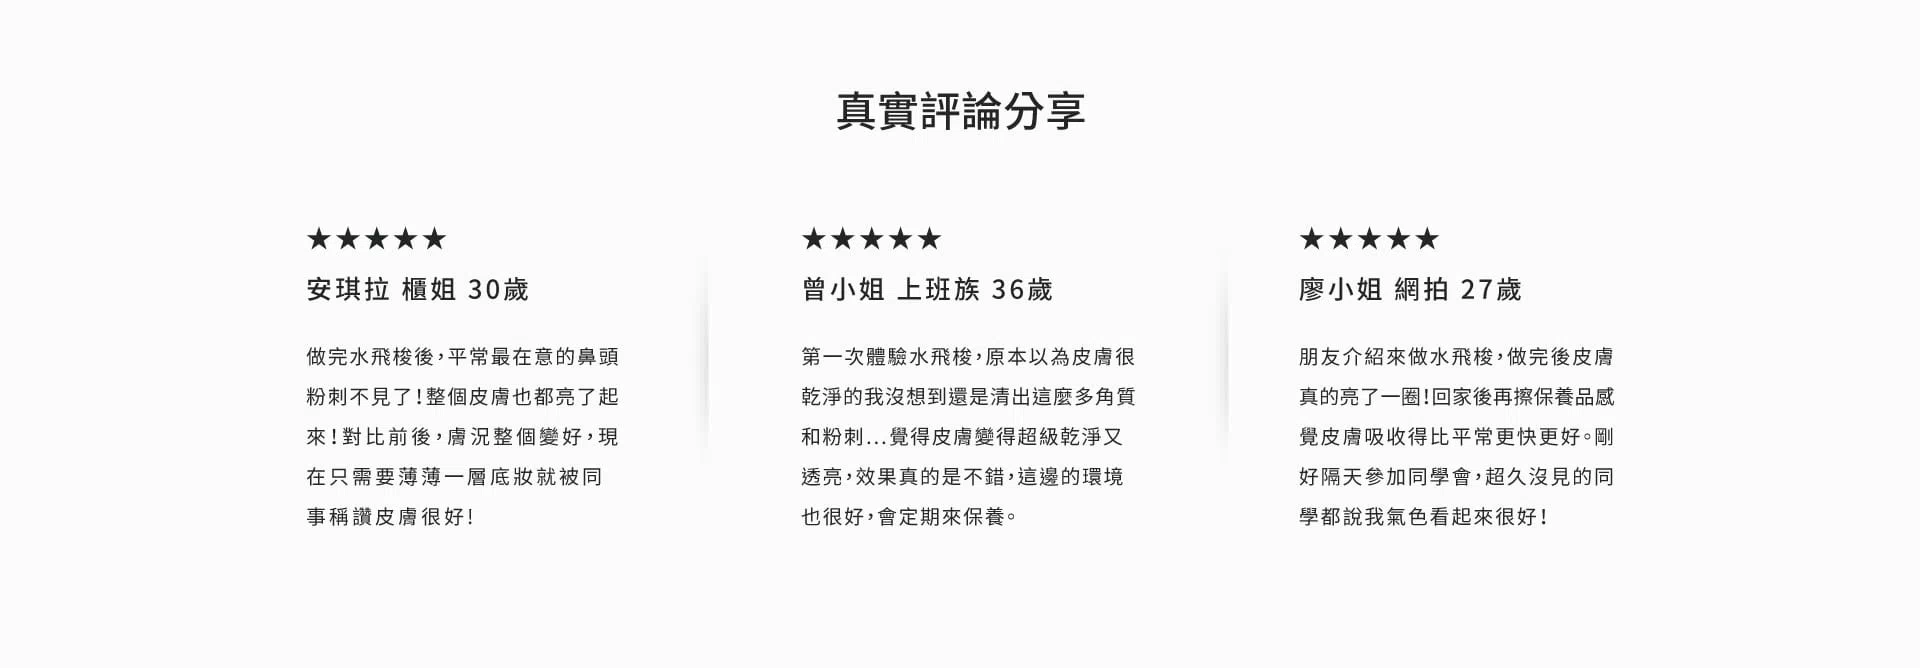 真實評論分享
★★★★★
安琪拉 櫃姐 30歲
做完水飛梭後，平常最在意的鼻頭
粉刺不見了！整個皮膚也都亮了起
來！對比前後，膚況整個變好，現
在只需要薄薄一層底妝就被同
事稱讚皮膚很好！
★★★★★
曾小姐 上班族 36歲
第一次體驗水飛梭，原本以為皮膚很
乾淨的我沒想到還是清出這麼多角質
和粉刺...覺得皮膚變得超級乾淨又
透亮，效果真的是不錯，這邊的環境
也很好，會定期來保養。
★★★★★
廖小姐 網拍 27歲
朋友介紹來做水飛梭，做完後皮膚
真的亮了一圈！回家後再擦保養品感
覺皮膚吸收得比平常更快更好。剛
好隔天參加同學會，超久沒見的同
學都說我氣色看起來很好！